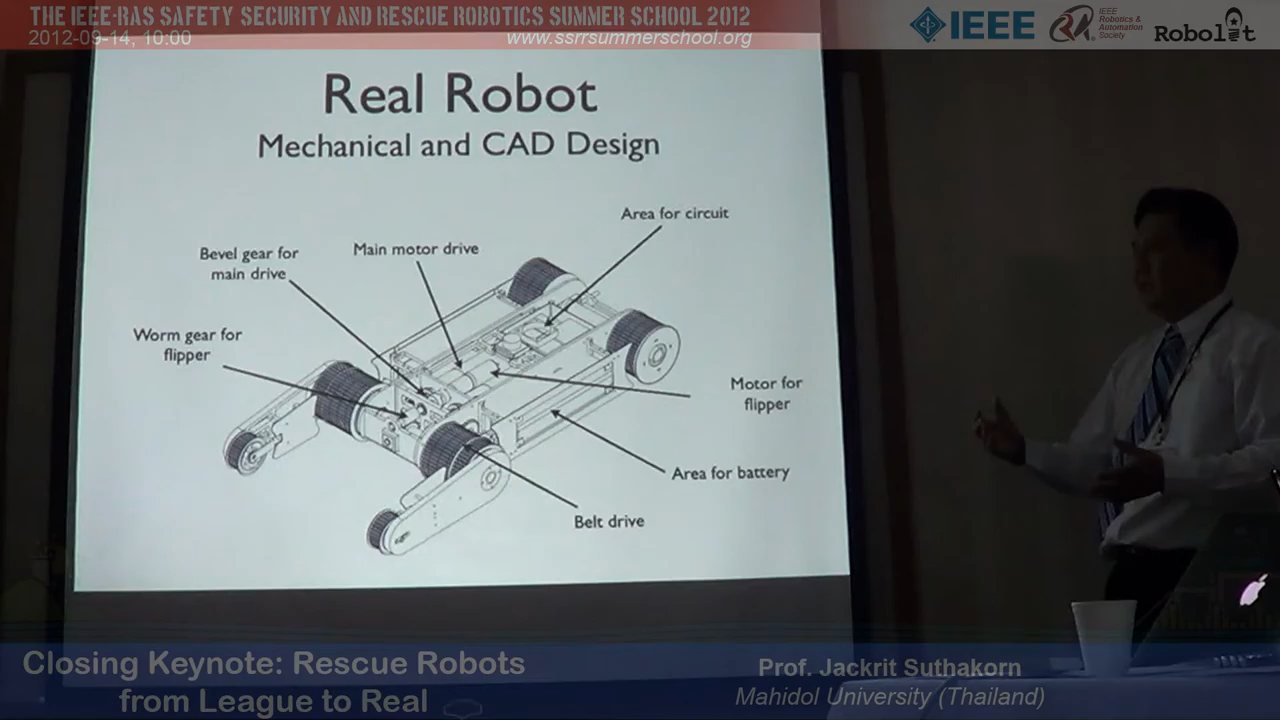 THE IEEE-RAS SAFETY SECURITY AND RESCUE ROBOTICS SUMMER SCHOOL 2012
2012-09-14, 10:00
www.ssrrsummerschool.org
IEEE
IEEE
Robotics &
Automation
Society
Robolit
Real Robot
Mechanical and CAD Design
Area for circuit
Bevel gear for
main drive
Main motor drive
Worm gear for
flipper
Motor for
flipper
Area for battery
Belt drive
Closing Keynote: Rescue Robots
from League to Real
Prof. Jackrit Suthakorn
Mahidol University (Thailand)